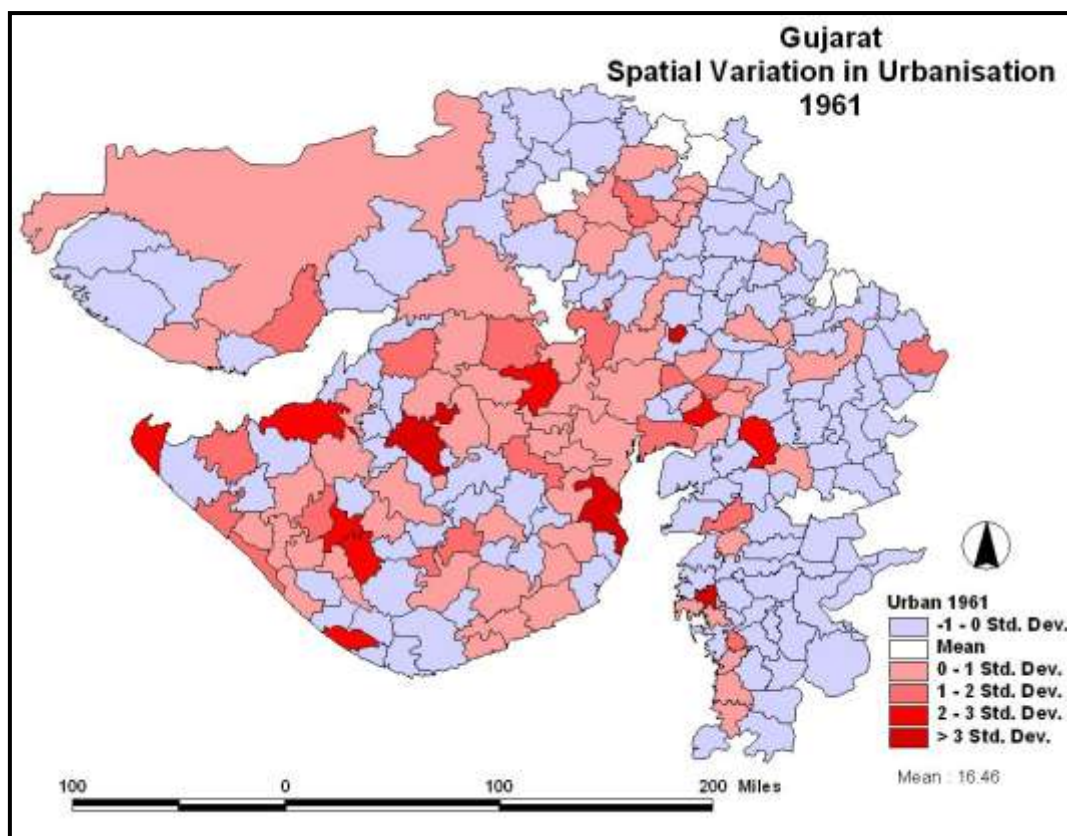 Gujarat
Spatial Variation in Urbanisation
1961
Urban 1961
-1 - 0 Std. Dev.
Mean
0 - 1 Std. Dev.
1 - 2 Std. Dev.
2 - 3 Std. Dev.
> 3 Std. Dev.
Mean : 16.46
100 0 100 200 Miles